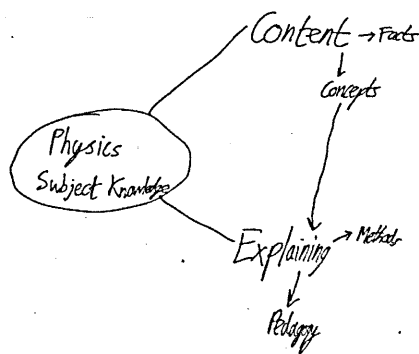 Content → Facts
Concepts
Physics
Subject Knowledge
Explaining → Methods
Pedagogy